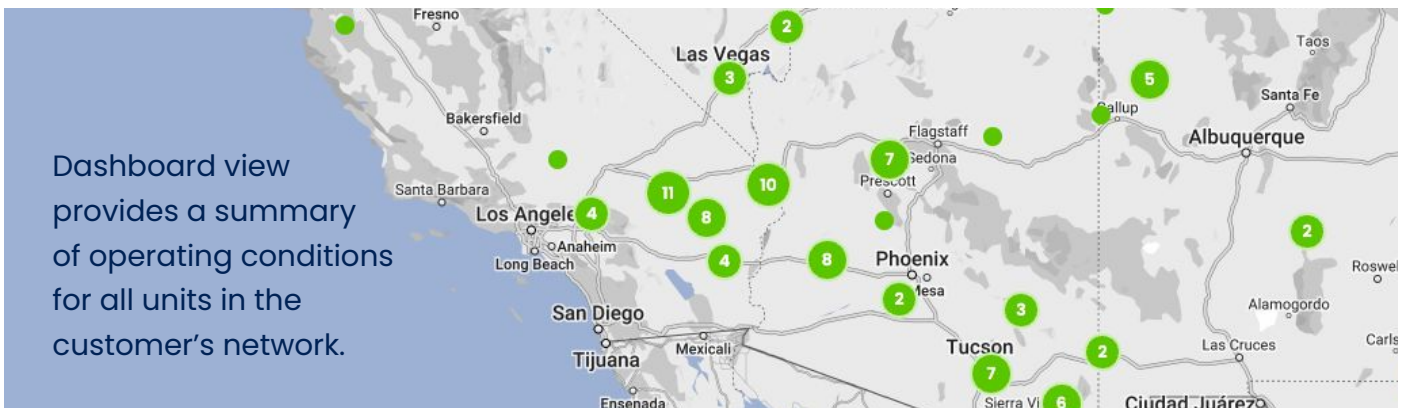 Dashboard view
provides a summary
of operating conditions
for all units in the
customer's network.
Fresno
2
Las Vegas
3
Taos
5
Santa Fe
Gallup
Bakersfield
Flagstaff
Albuquerque
7
Sedona
Prescott
Santa Barbara
11
10
Los Angele
4
8
2
Anaheim
Long Beach
4
8
Phoenix
Mesa
2
Roswel
Alamogordo
3
San Diego
Mexicali
Tijuana
Tucson
2
Las Cruces
Carls
7
Ensenada
Sierra Vi
6
Ciudad Juárez